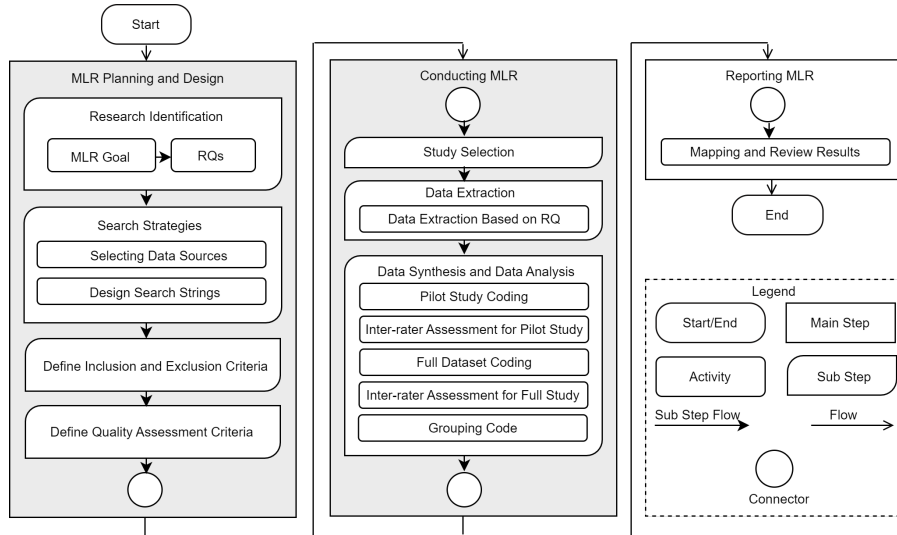 Start
MLR Planning and Design
Research Identification
MLR Goal
RQs
Search Strategies
Selecting Data Sources
Design Search Strings
Define Inclusion and Exclusion Criteria
Define Quality Assessment Criteria
Conducting MLR
Study Selection
Data Extraction
Data Extraction Based on RQ
Data Synthesis and Data Analysis
Pilot Study Coding
Inter-rater Assessment for Pilot Study
Full Dataset Coding
Inter-rater Assessment for Full Study
Grouping Code
Reporting MLR
Mapping and Review Results
End
Legend
Start/End
Main Step
Activity
Sub Step
Sub Step Flow
Flow
Connector